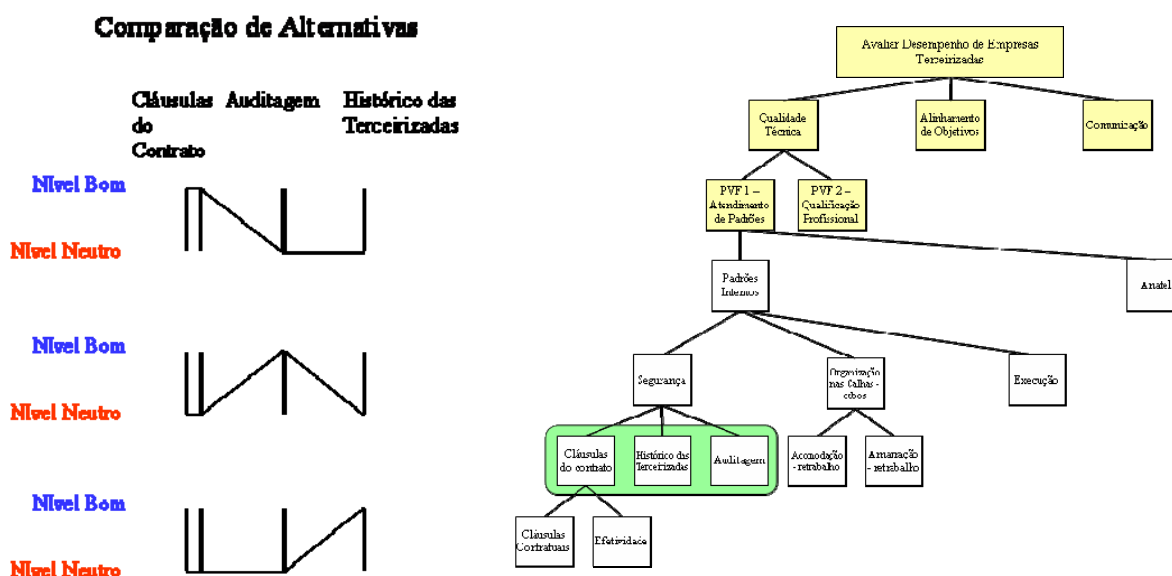 Comparação de Alternativas
Cláusulas
do
Contrato
Auditagem
Histórico das
Terceirizadas
Nível Bom
Nível Neutro
Nível Bom
Nível Neutro
Nível Bom
Nível Neutro
Avaliar Desempenho de Empresas
Terceirizadas
Qualidade
Técnica
Alinhamento
de Objetivos
Comunização
PVF 1 –
Atendimento
de Padrões
PVF 2 –
Qualificação
Profissional
Padrões
Internos
Anatel
Segurança
Organização
nas Calhas -
Execução
Cláusulas
do contrato
Histórico das
Terceirizadas
Auditagem
Acomodação
- retrabalho
Amarração -
retrabalho
Cláusulas
Contratuais
Efetividade